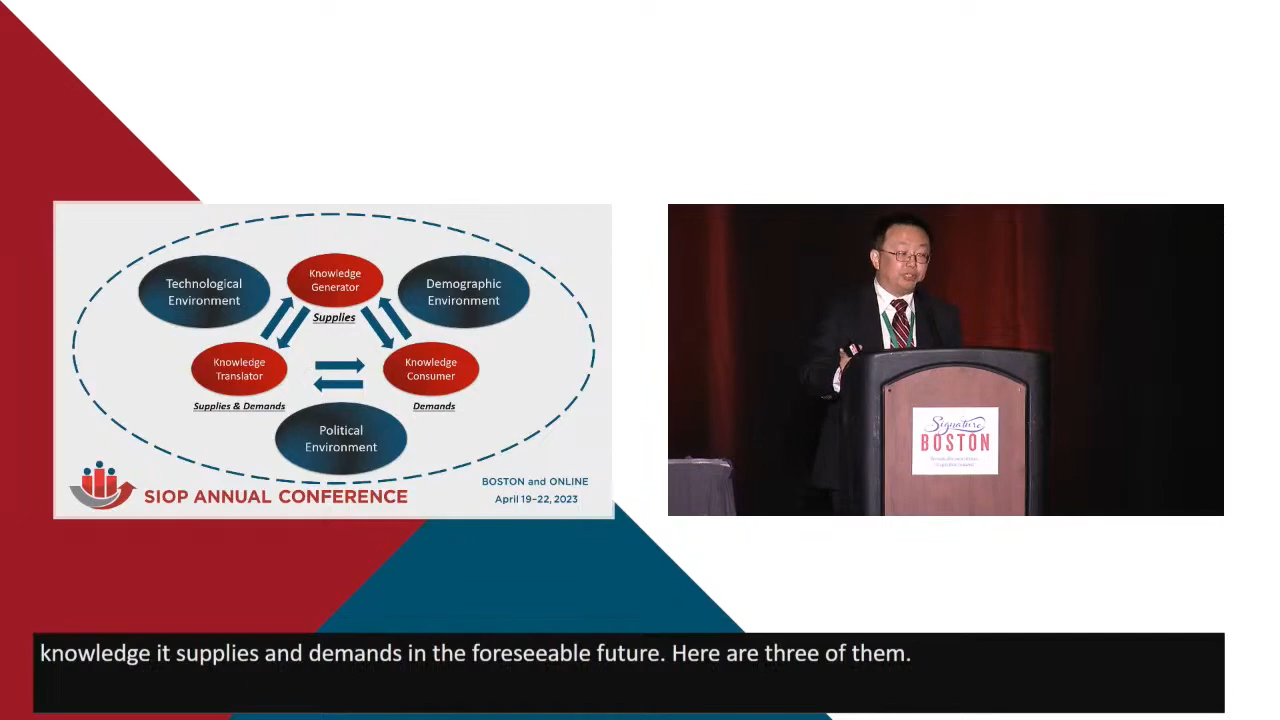 Technological
Environment
Knowledge
Generator
Demographic
Environment
Supplies
Knowledge
Translator
Knowledge
Consumer
Supplies & Demands
Demands
Political
Environment
SIOP ANNUAL CONFERENCE
BOSTON and ONLINE
April 19-22, 2023
Signature
BOSTON
knowledge it supplies and demands in the foreseeable future. Here are three of them.